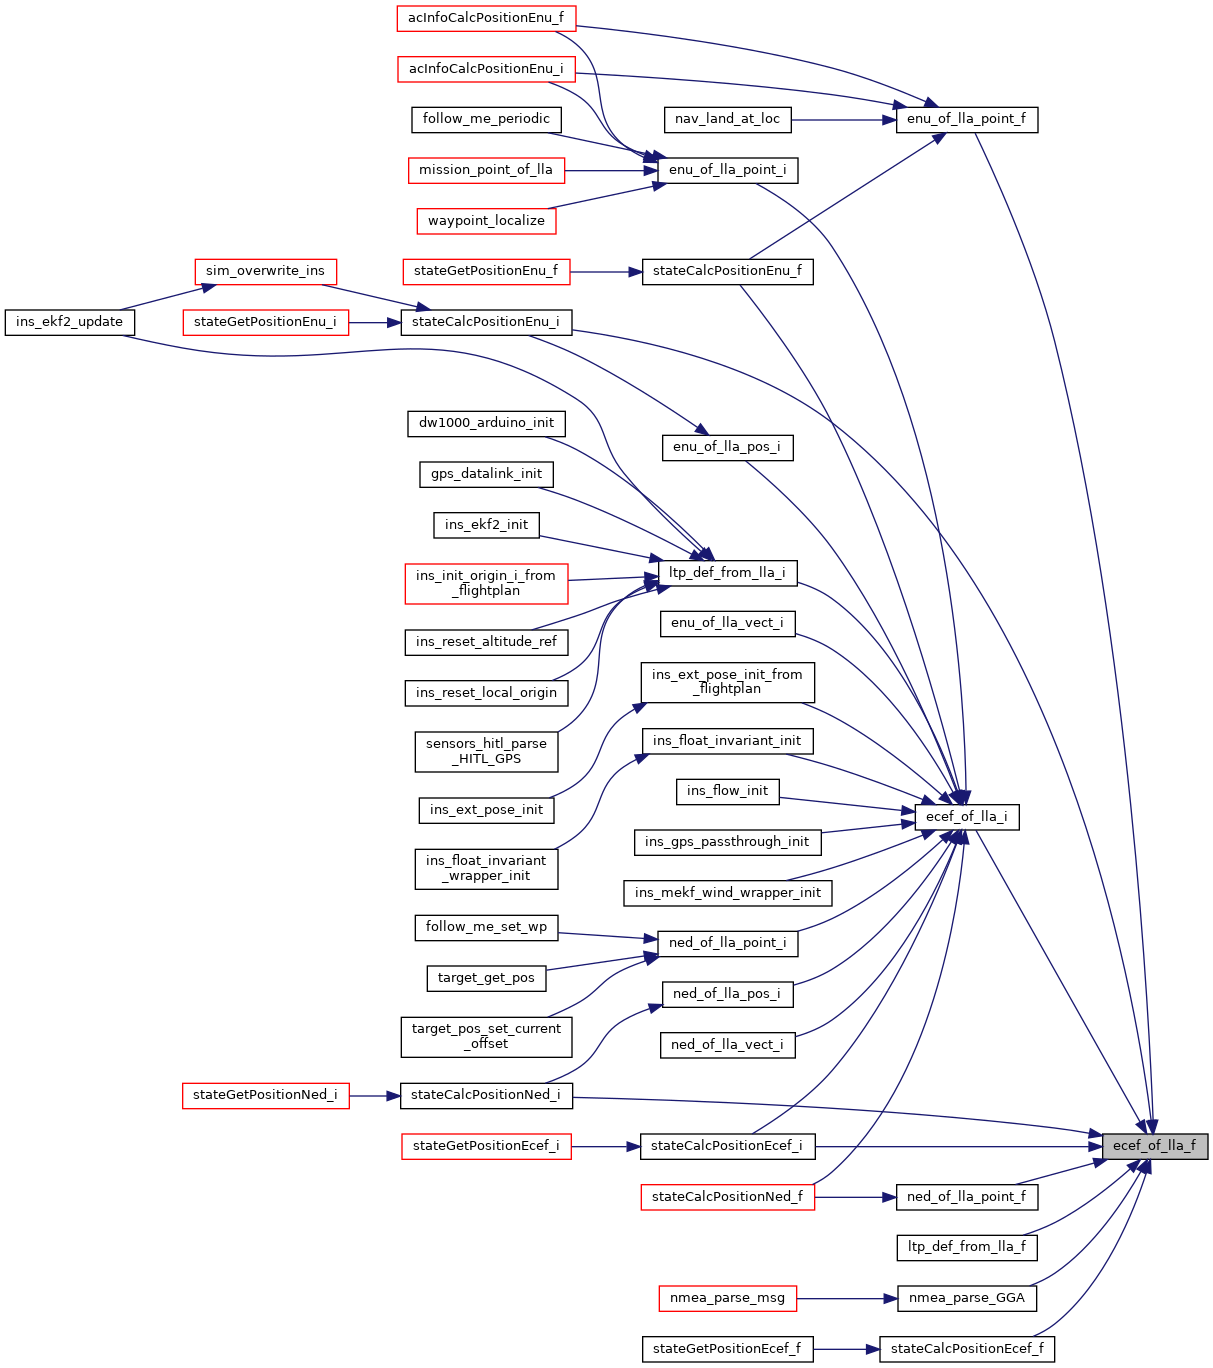 acInfoCalcPositionEnu_f
acInfoCalcPositionEnu_i
follow_me_periodic
nav_land_at_loc
enu_of_lla_point_f
mission_point_of_lla
enu_of_lla_point_i
waypoint_localize
sim_overwrite_ins
stateGetPositionEnu_f
stateCalcPositionEnu_f
ins_ekf2_update
stateGetPositionEnu_i
stateCalcPositionEnu_i
dw1000_arduino_init
enu_of_lla_pos_i
gps_datalink_init
ins_ekf2_init
ins_init_origin_i_from
_flightplan
ltp_def_from_lla_i
enu_of_lla_vect_i
ins_reset_altitude_ref
ins_ext_pose_init_from
_flightplan
ins_reset_local_origin
sensors_hitl_parse
_HITL_GPS
ins_float_invariant_init
ins_flow_init
ins_ext_pose_init
ecef_of_lla_i
ins_gps_passthrough_init
ins_float_invariant
_wrapper_init
ins_mekf_wind_wrapper_init
follow_me_set_wp
ned_of_lla_point_i
target_get_pos
ned_of_lla_pos_i
target_pos_set_current
_offset
ned_of_lla_vect_i
stateGetPositionNed_i
stateCalcPositionNed_i
stateGetPositionEcef_i
stateCalcPositionEcef_i
ecef_of_lla_f
stateCalcPositionNed_f
ned_of_lla_point_f
ltp_def_from_lla_f
nmea_parse_msg
nmea_parse_GGA
stateGetPositionEcef_f
stateCalcPositionEcef_f